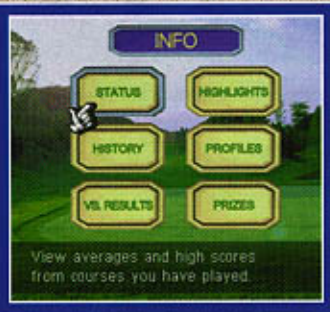 INFO
STATUS HIGHLIGHTS
HISTORY PROFILES
VS. RESULTS PRIZES
View averages and high scores
from courses you have played.